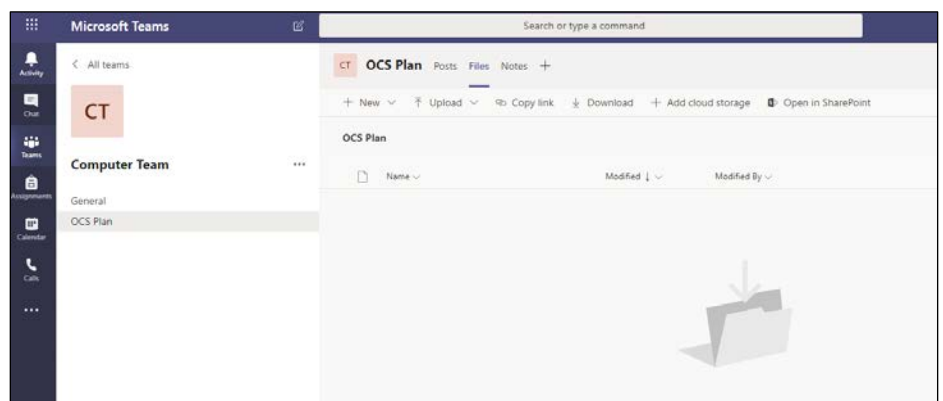 Microsoft Teams
Search or type a command
Activity
Chat
Teams
Assignments
Calendar
Calls
All teams
CT
Computer Team
General
OCS Plan
CT OCS Plan Posts Files Notes
New Upload Copy link Download Add cloud storage Open in SharePoint
OCS Plan
Name Modified Modified By